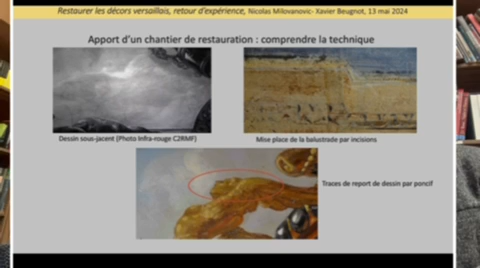 Restaurer les décors versaillais, retour d'expérience, Nicolas Milovanovic- Xavier Beugnot, 13 mai 2024
Apport d'un chantier de restauration : comprendre la technique
Dessin sous-jacent (Photo Infra-rouge C2RMF)
Mise place de la balustrade par incisions
Traces de report de dessin par poncif